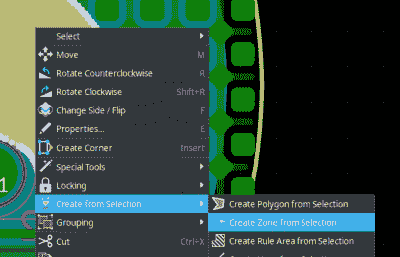 Select
Move M
Rotate Counterclockwise R
Rotate Clockwise Shift+R
Change Side / Flip F
Properties... E
Create Corner Insert
Special Tools
Locking
Create from Selection
Create Polygon from Selection
Create Zone from Selection
Grouping
Create Rule Area from Selection
Cut Ctrl+X
1